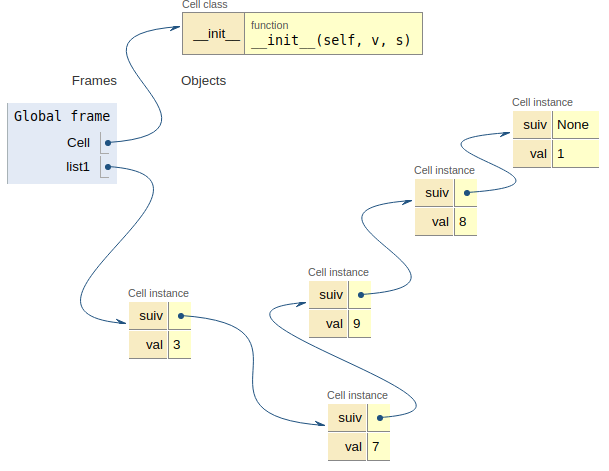 Cell class
__init__
function
__init__(self, v, s)
Frames
Objects
Global frame
Cell
list1
Cell instance
suiv None
val 1
Cell instance
suiv
val 8
Cell instance
suiv
val 9
Cell instance
suiv
val 3
Cell instance
suiv
val 7